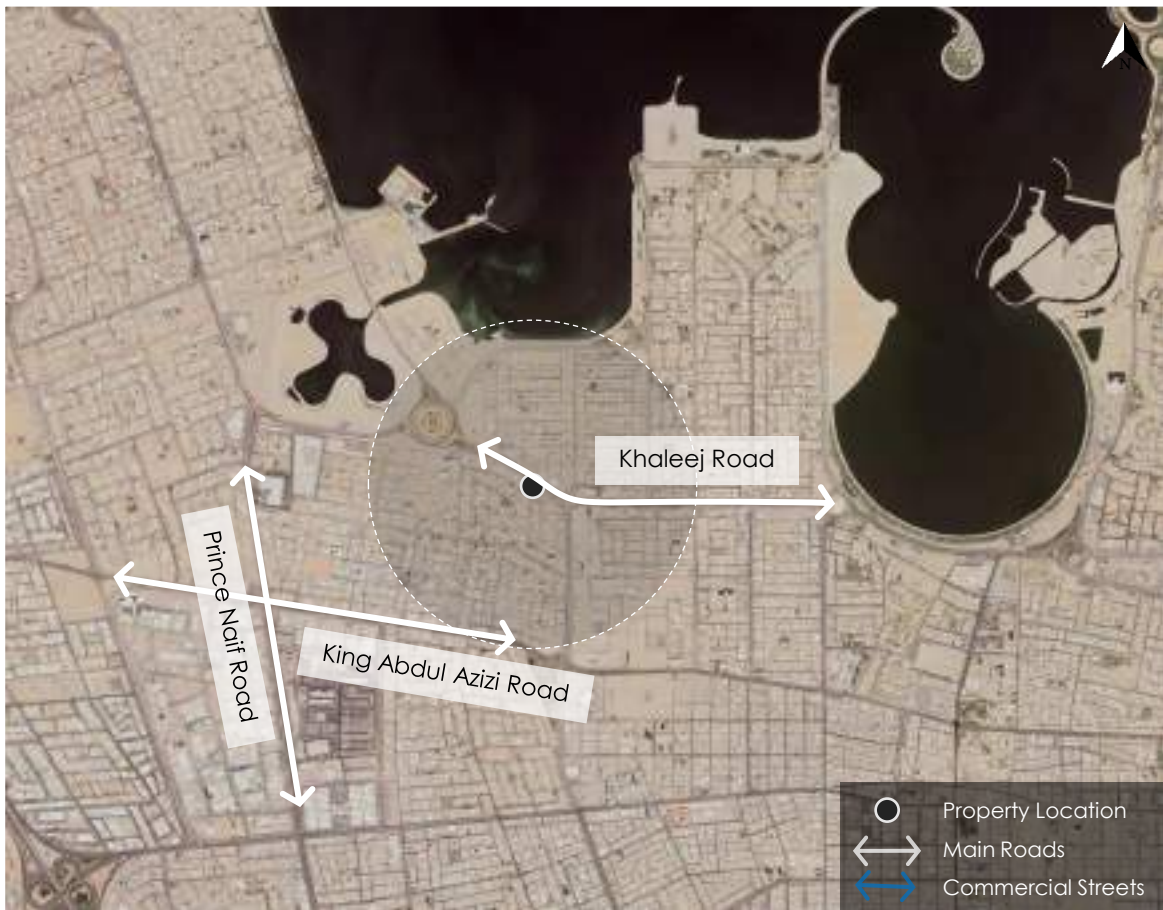 N
Khaleej Road
Prince Naif Road
King Abdul Azizi Road
Property Location
Main Roads
Commercial Streets